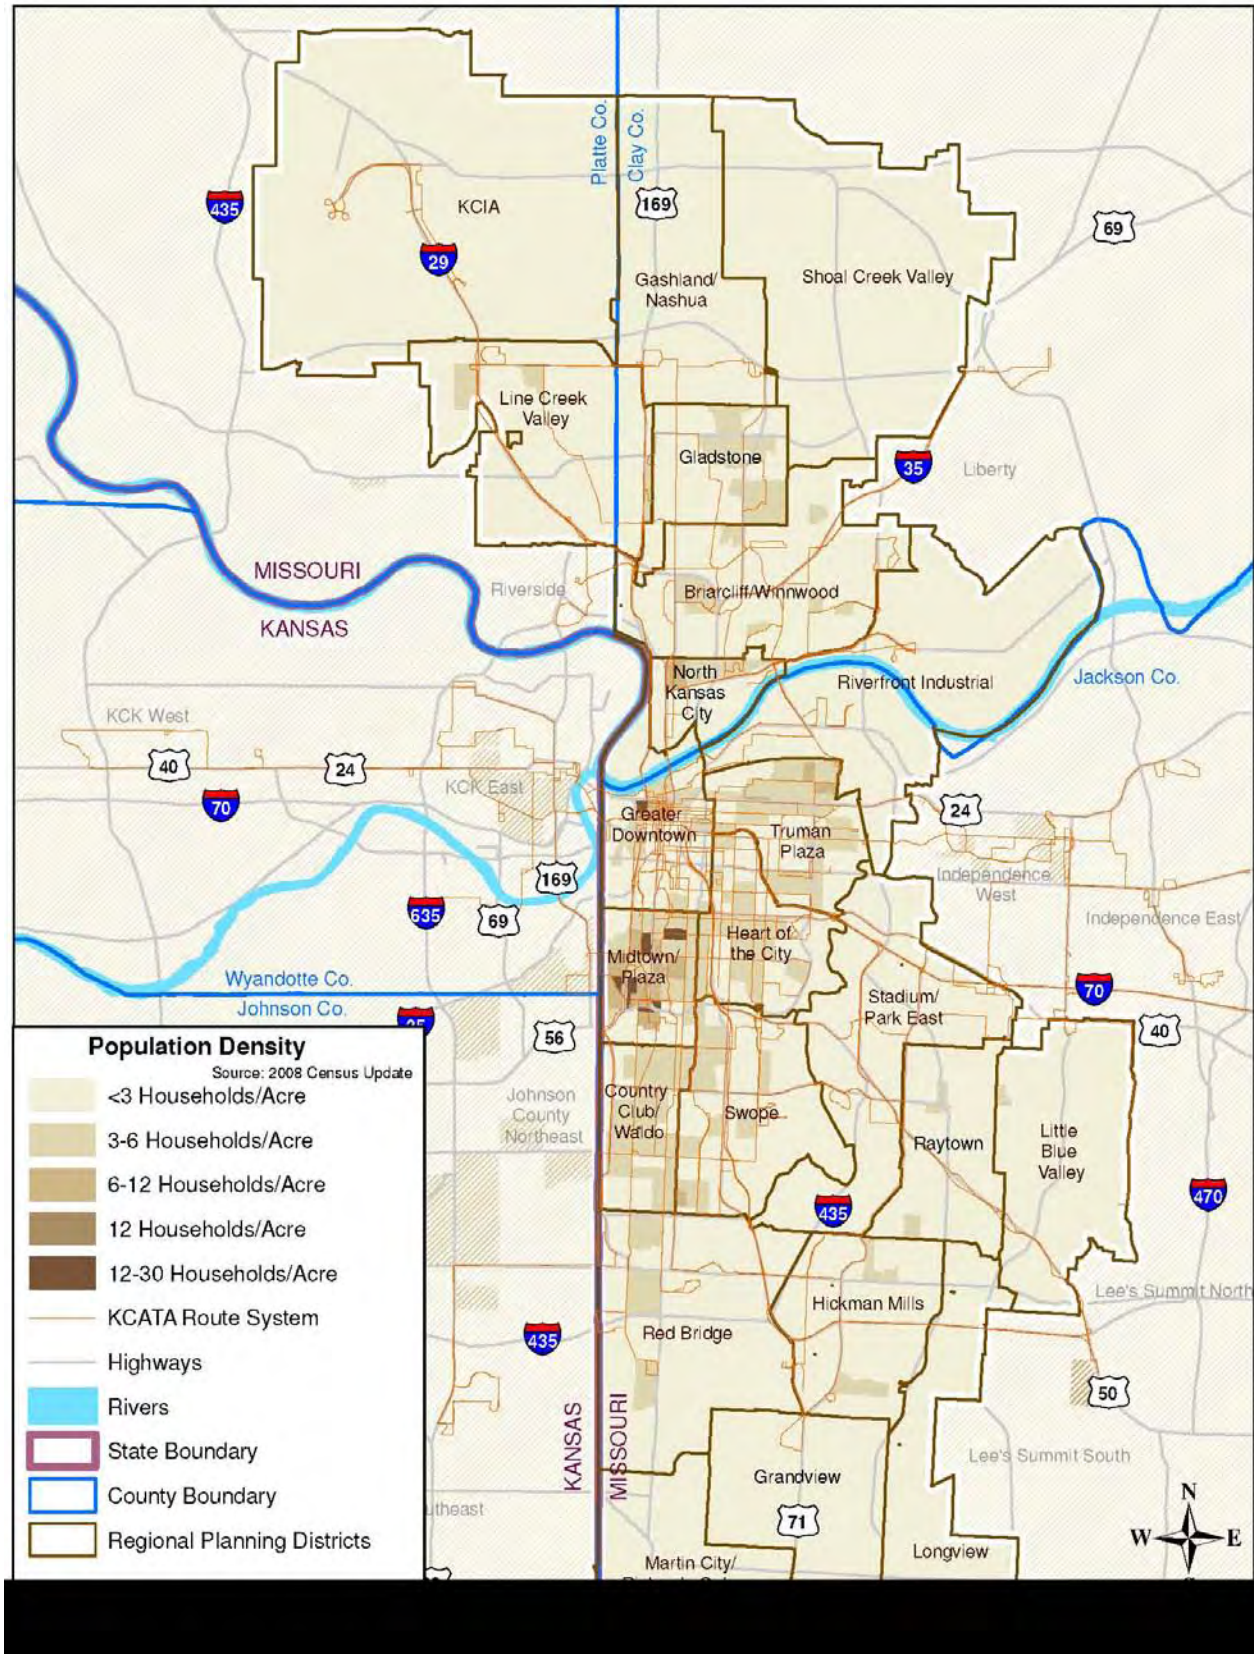 Platte Co.
Clay Co.
435
KCIA
169
69
29
Gashland/
Nashua
Shoal Creek Valley
Line Creek
Valley
Gladstone
35
Liberty
MISSOURI
KANSAS
Riverside
Briarcliff/Winnwood
North
Kansas
City
Riverfront Industrial
Jackson Co.
KCK West
40
24
KCK East
70
Greater
Downtown
Truman
Plaza
24
169
Independence
West
635
69
Independence East
Heart of
the City
Midtown/
Plaza
Wyandotte Co.
Johnson Co.
Stadium/
Park East
70
40
56
Johnson
County
Northeast
Country
Club/
Waldo
Swope
Raytown
Little
Blue
Valley
435
470
Lee's Summit North
Hickman Mills
Red Bridge
435
50
KANSAS
MISSOURI
Lee's Summit South
Grandview
71
Longview
Martin City/
N
W E
Population Density
Source: 2008 Census Update
<3 Households/Acre
3-6 Households/Acre
6-12 Households/Acre
12 Households/Acre
12-30 Households/Acre
KCATA Route System
Highways
Rivers
State Boundary
County Boundary
Regional Planning Districts